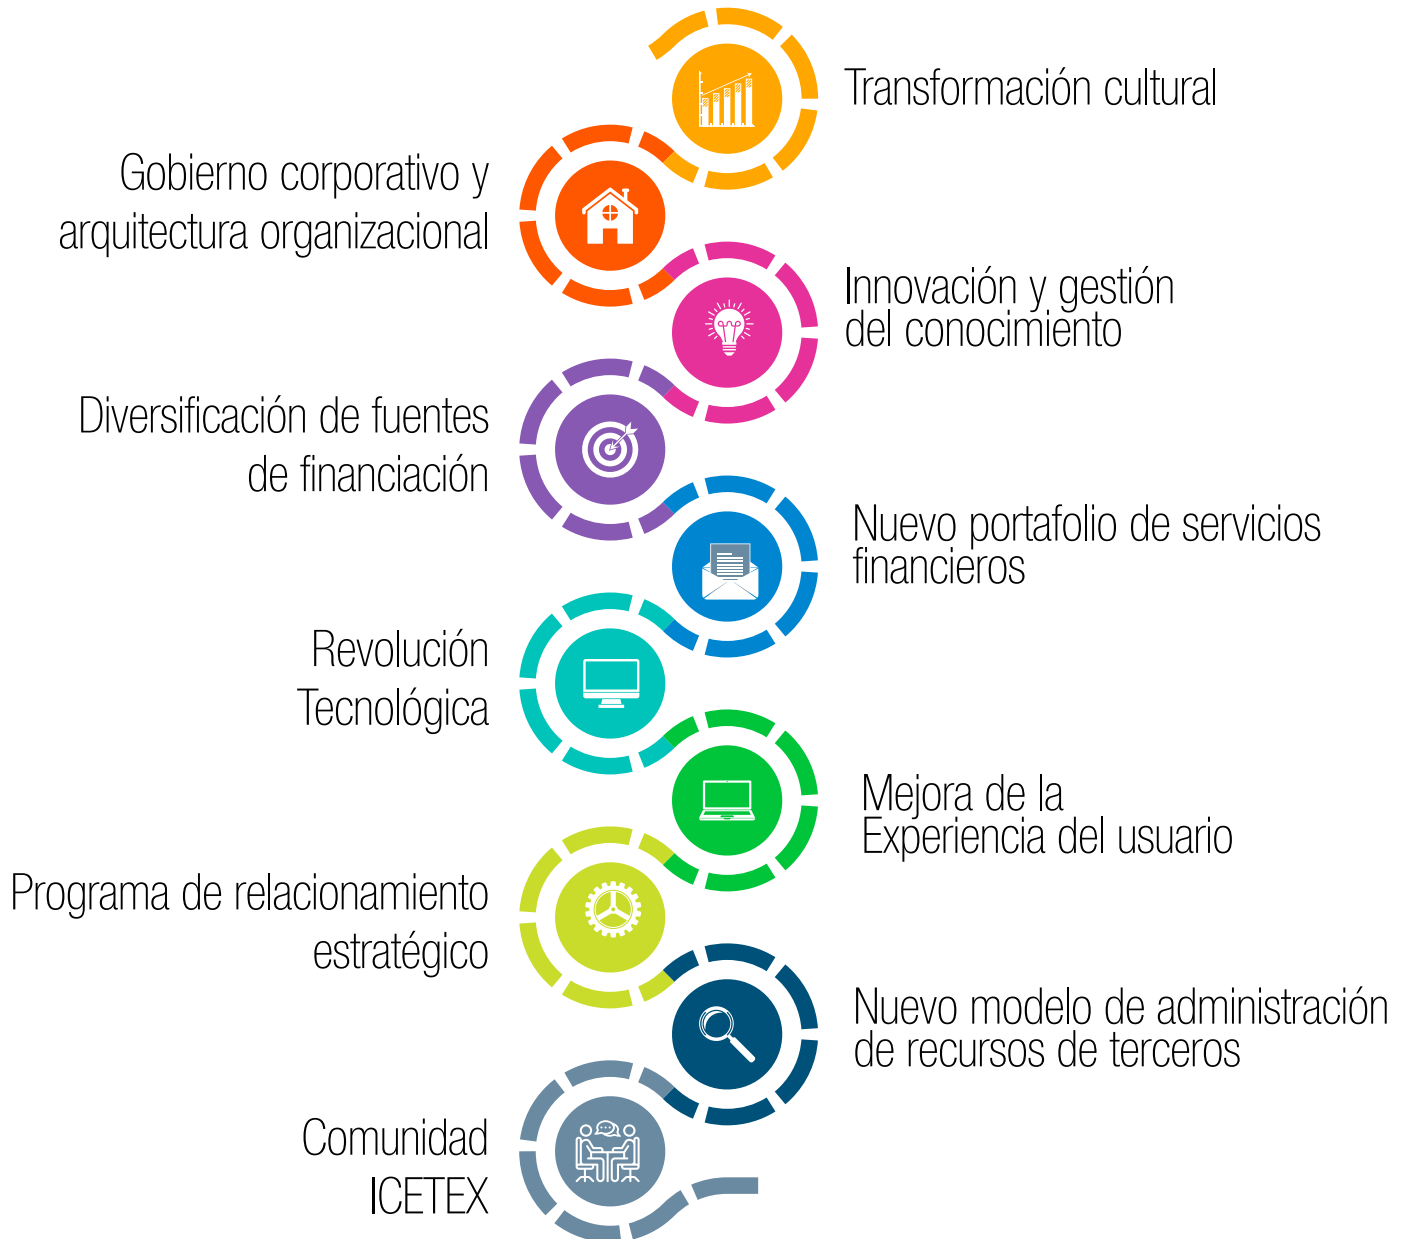 Transformación cultural
Gobierno corporativo y
arquitectura organizacional
Innovación y gestión
del conocimiento
Diversificación de fuentes
de financiación
Nuevo portafolio de servicios
financieros
Revolución
Tecnológica
Mejora de la
Experiencia del usuario
Programa de relacionamiento
estratégico
Nuevo modelo de administración
de recursos de terceros
Comunidad
ICETEX